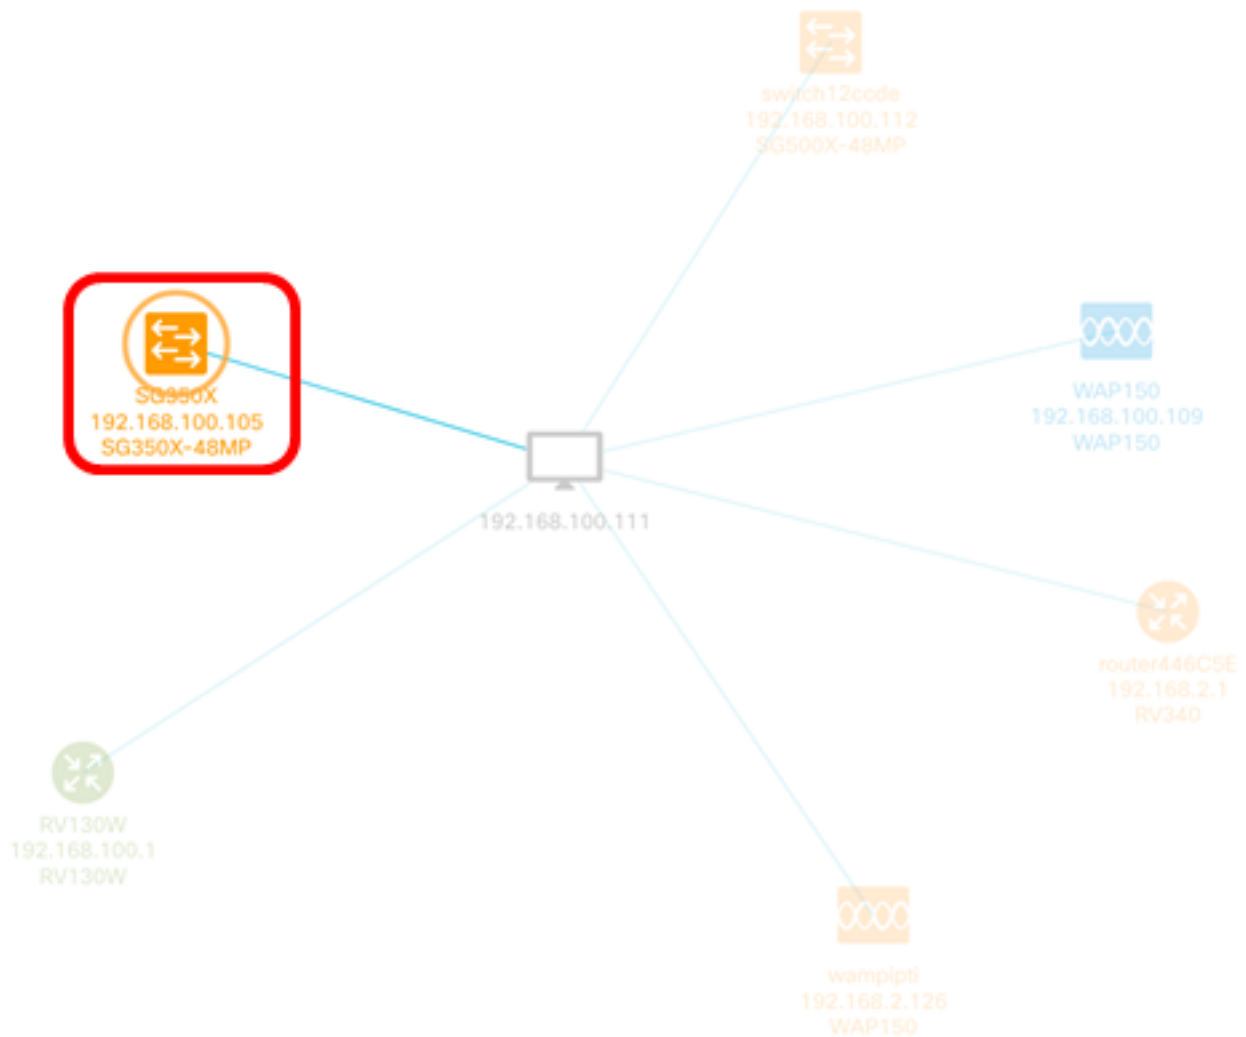 switch12ccde
192.168.100.112
SG500X-48MP
SG350X
192.168.100.105
SG350X-48MP
WAP150
192.168.100.109
WAP150
192.168.100.111
router446C5E
192.168.2.1
RV340
RV130W
192.168.100.1
RV130W
wampipti
192.168.2.126
WAP150